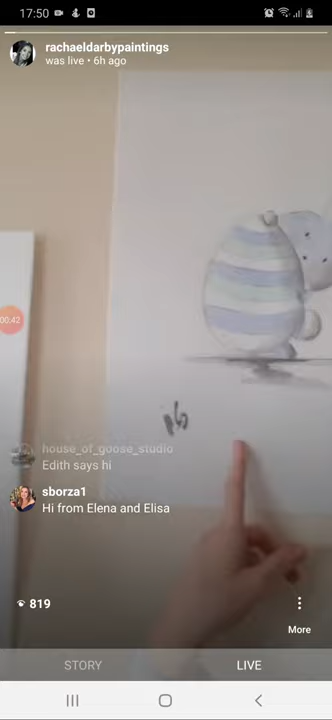 17:50
rachaeldarbypaintings
was live • 6h ago
00:42
house_of_goose_studio
Edith says hi
sborza1
Hi from Elena and Elisa
819
More
STORY
LIVE